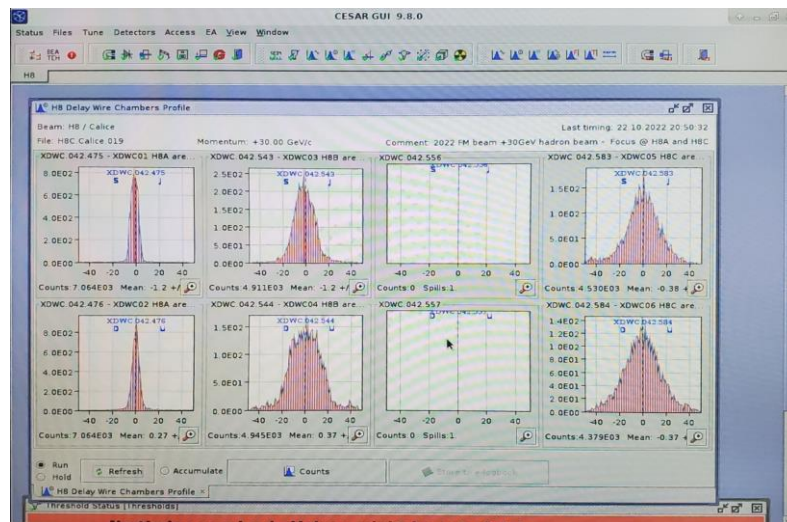 CESAR GUI 9.8.0
Status Files Tune Detectors Access EA View Window
BEA
TCH
H8
H8 Delay Wire Chambers Profile
Beam: H8 / Calice
Last timing: 22 10 2022 20:50:32
File: H8C Calice 019
Momentum: +30.00 GeV/c
Comment: 2022 FM beam +30GeV hadron beam - Focus @ H8A and H8C
XDWC 042.475 - XDWC01 H8A are...
XDWC 042.475
8.0E02
6.0E02
4.0E02
2.0E02
0.0E00
-40 -20 0 20 40
Counts:7.064E03 Mean: -1.2 +/
XDWC 042.543 - XDWC03 H8B are...
XDWC 042.543
2.5E02
2.0E02
1.5E02
1.0E02
5.0E01
0.0E00
-40 -20 0 20 40
Counts:4.911E03 Mean: -1.2 +/
XDWC 042.556
-40 -20 0 20 40
Counts:0 Spills:1
XDWC 042.583 - XDWC05 H8C are...
XDWC 042.583
1.5E02
1.0E02
5.0E01
0.0E00
-40 -20 0 20 40
Counts:4.530E03 Mean: -0.38 +
XDWC 042.476 - XDWC02 H8A are...
XDWC 042.476
8.0E02
6.0E02
4.0E02
2.0E02
0.0E00
-40 -20 0 20 40
Counts:7.064E03 Mean: 0.27 +
XDWC 042.544 - XDWC04 H8B are...
XDWC 042.544
1.5E02
1.0E02
5.0E01
0.0E00
-40 -20 0 20 40
Counts:4.945E03 Mean: 0.37 +
XDWC 042.557
-40 -20 0 20 40
Counts:0 Spills:1
XDWC 042.584 - XDWC06 H8C are...
XDWC 042.584
1.4E02
1.2E02
1.0E02
8.0E01
6.0E01
4.0E01
2.0E01
0.0E00
-40 -20 0 20 40
Counts:4.379E03 Mean: -0.37 +
Run
Hold
Refresh
Accumulate
Counts
Store to e-logbook
H8 Delay Wire Chambers Profile
Threshold Status [Thresholds]